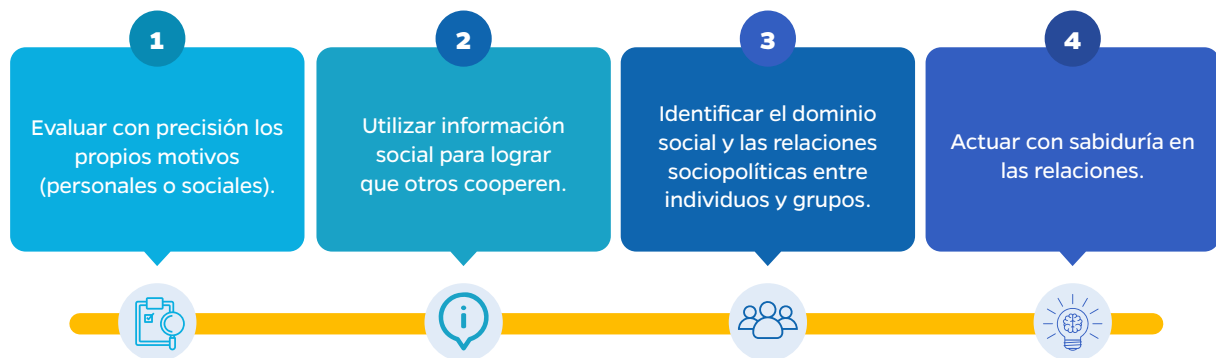 1
Evaluar con precisión los
propios motivos
(personales o sociales).
2
Utilizar información
social para lograr
que otros cooperen.
3
Identificar el dominio
social y las relaciones
sociopolíticas entre
individuos y grupos.
4
Actuar con sabiduría en
las relaciones.
i